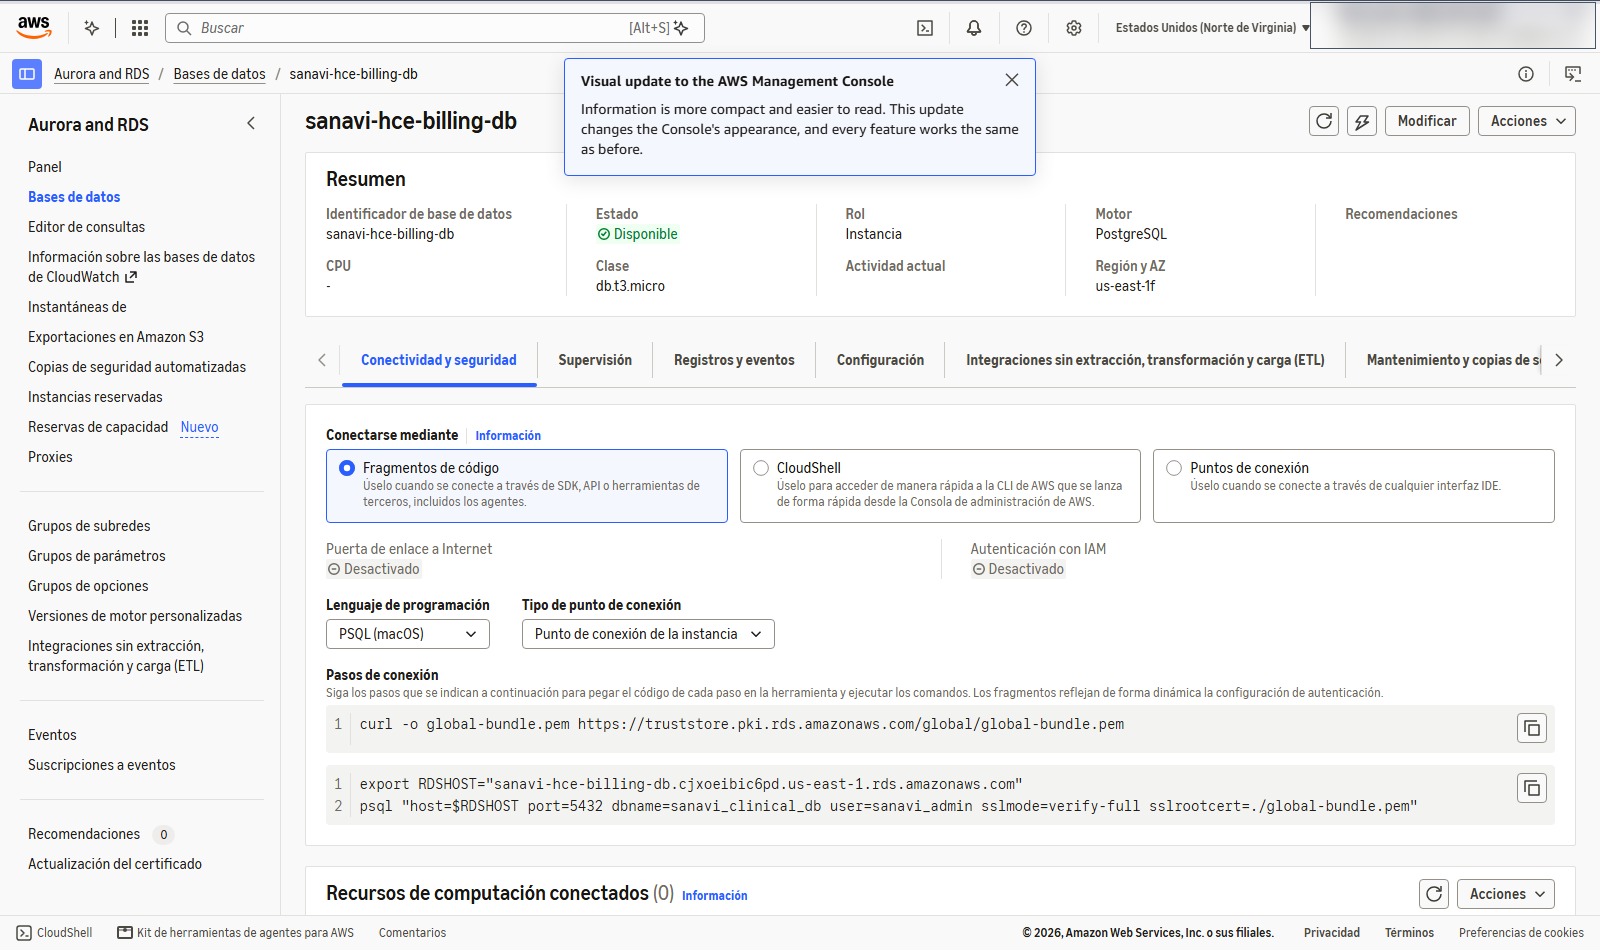 aws
Buscar
[Alt+S]
Estados Unidos (Norte de Virginia)
Aurora and RDS / Bases de datos / sanavi-hce-billing-db
Visual update to the AWS Management Console
Information is more compact and easier to read. This update
changes the Console's appearance, and every feature works the same
as before.
Aurora and RDS
Panel
Bases de datos
Editor de consultas
Información sobre las bases de datos
de CloudWatch
Instantáneas de
Exportaciones en Amazon S3
Copias de seguridad automatizadas
Instancias reservadas
Reservas de capacidad Nuevo
Proxies
Grupos de subredes
Grupos de parámetros
Grupos de opciones
Versiones de motor personalizadas
Integraciones sin extracción,
transformación y carga (ETL)
Eventos
Suscripciones a eventos
Recomendaciones 0
Actualización del certificado
sanavi-hce-billing-db
Modificar
Acciones
Resumen
Identificador de base de datos
sanavi-hce-billing-db
CPU
-
Estado
Disponible
Clase
db.t3.micro
Rol
Instancia
Actividad actual
Motor
PostgreSQL
Región y AZ
us-east-1f
Recomendaciones
Conectividad y seguridad
Supervisión
Registros y eventos
Configuración
Integraciones sin extracción, transformación y carga (ETL)
Mantenimiento y copias de s
Conectarse mediante Información
Fragmentos de código
Úselo cuando se conecte a través de SDK, API o herramientas de
terceros, incluidos los agentes.
CloudShell
Úselo para acceder de manera rápida a la CLI de AWS que se lanza
de forma rápida desde la Consola de administración de AWS.
Puntos de conexión
Úselo cuando se conecte a través de cualquier interfaz IDE.
Puerta de enlace a Internet
Desactivado
Autenticación con IAM
Desactivado
Lenguaje de programación
PSQL (macOS)
Tipo de punto de conexión
Punto de conexión de la instancia
Pasos de conexión
Siga los pasos que se indican a continuación para pegar el código de cada paso en la herramienta y ejecutar los comandos. Los fragmentos reflejan de forma dinámica la configuración de autenticación.
1 curl -o global-bundle.pem https://truststore.pki.rds.amazonaws.com/global/global-bundle.pem
1 export RDSHOST="sanavi-hce-billing-db.cjxoeibic6pd.us-east-1.rds.amazonaws.com"
2 psql "host=$RDSHOST port=5432 dbname=sanavi_clinical_db user=sanavi_admin sslmode=verify-full sslrootcert=./global-bundle.pem"
Recursos de computación conectados (0) Información
Acciones
CloudShell
Kit de herramientas de agentes para AWS
Comentarios
© 2026, Amazon Web Services, Inc. o sus filiales.
Privacidad
Términos
Preferencias de cookies